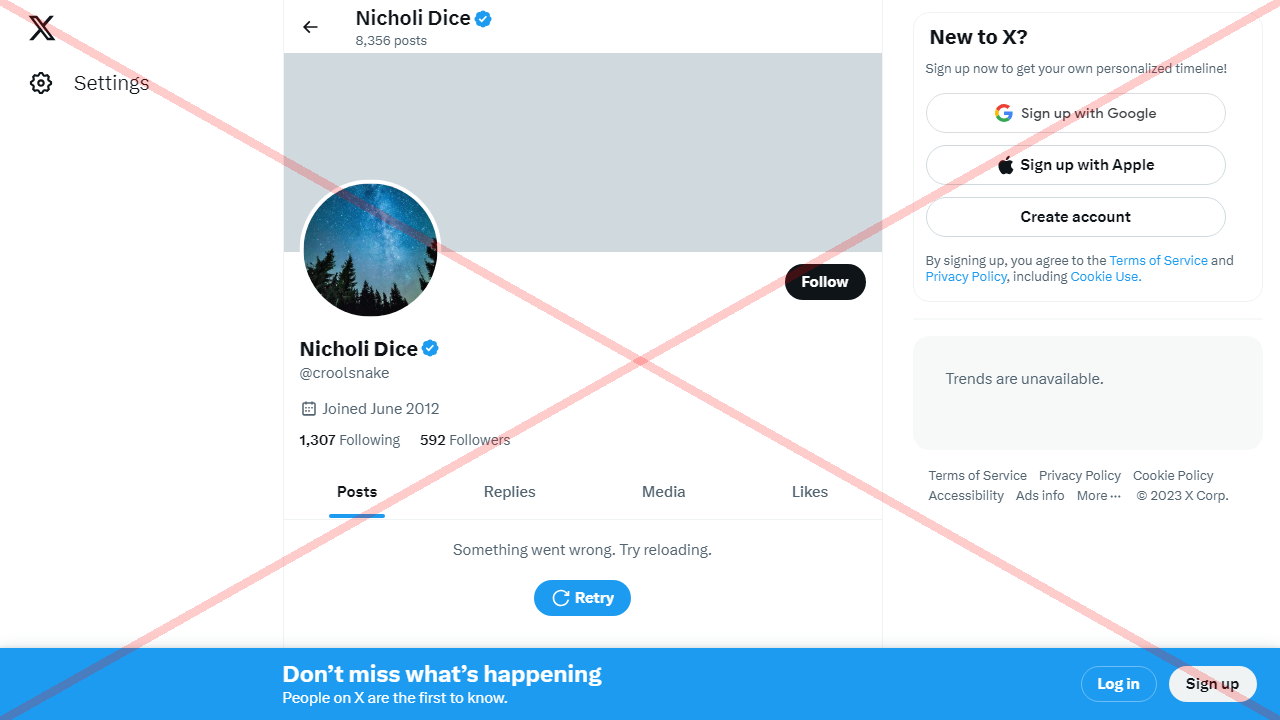 Settings
Nicholi Dice
8,356 posts
Follow
Nicholi Dice
@croolsnake
Joined June 2012
1,307 Following 592 Followers
Posts Replies Media Likes
Something went wrong. Try reloading.
Retry
New to X?
Sign up now to get your own personalized timeline!
Sign up with Google
Sign up with Apple
Create account
By signing up, you agree to the Terms of Service and
Privacy Policy, including Cookie Use.
Trends are unavailable.
Terms of Service Privacy Policy Cookie Policy
Accessibility Ads info More ··· © 2023 X Corp.
Don’t miss what’s happening
People on X are the first to know.
Log in Sign up